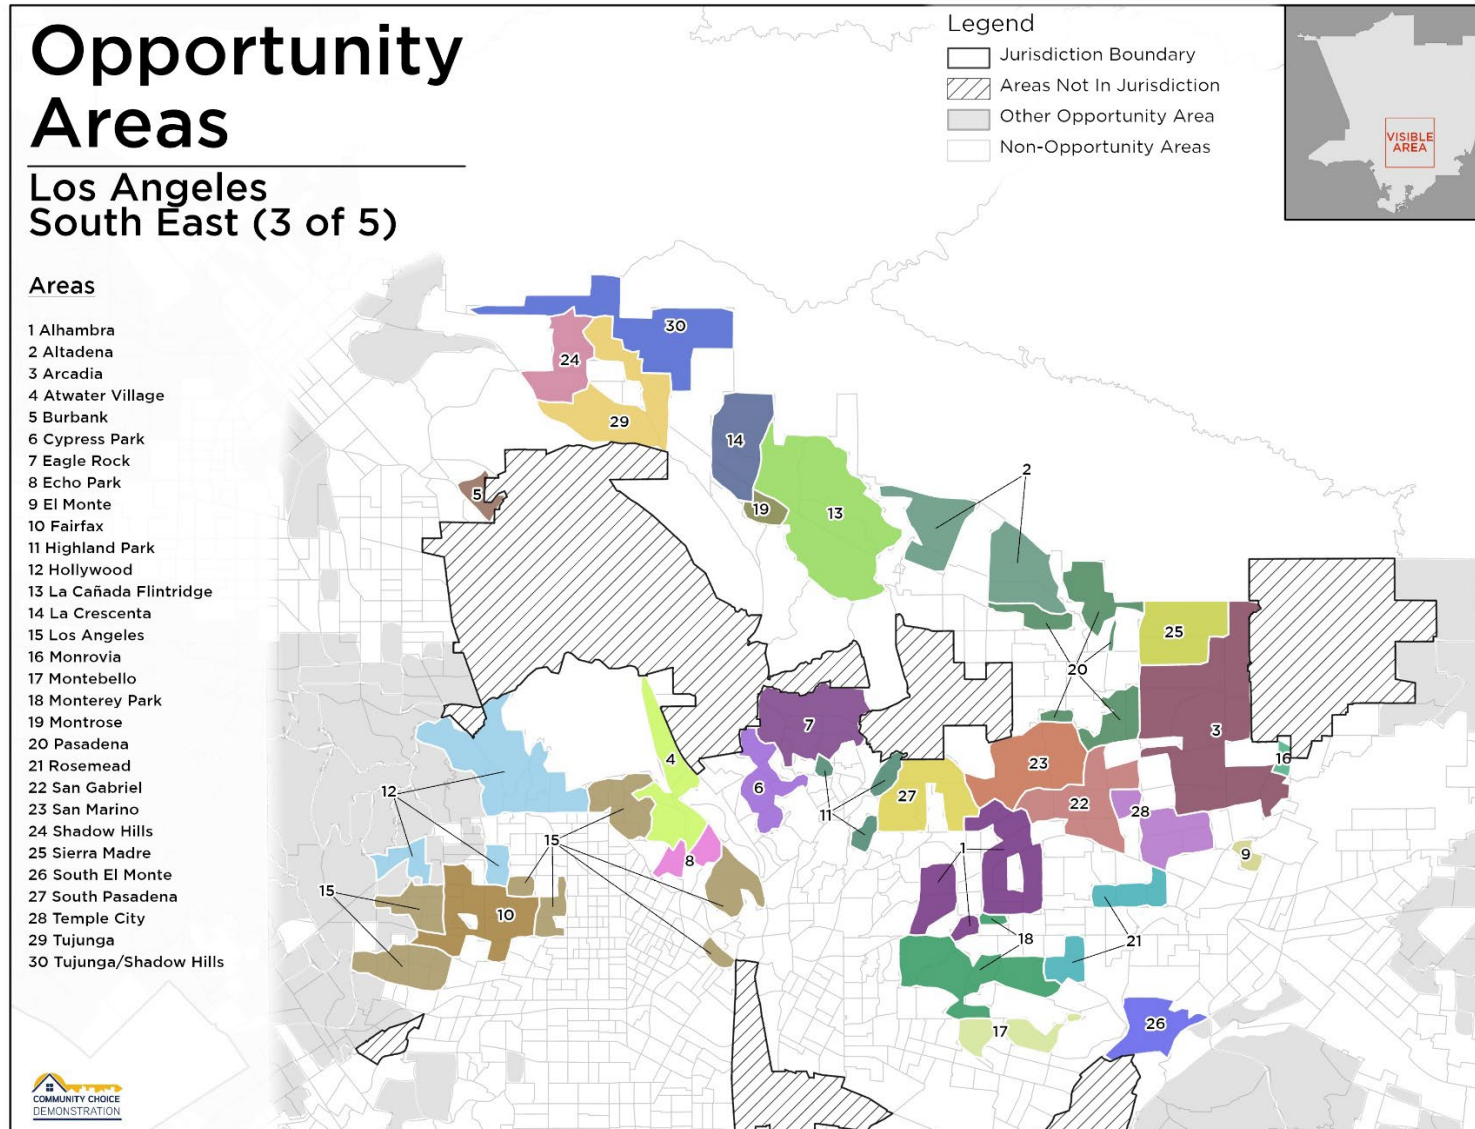 Opportunity
Areas
Los Angeles
South East (3 of 5)
Areas
1 Alhambra
2 Altadena
3 Arcadia
4 Atwater Village
5 Burbank
6 Cypress Park
7 Eagle Rock
8 Echo Park
9 El Monte
10 Fairfax
11 Highland Park
12 Hollywood
13 La Cañada Flintridge
14 La Crescenta
15 Los Angeles
16 Monrovia
17 Montebello
18 Monterey Park
19 Montrose
20 Pasadena
21 Rosemead
22 San Gabriel
23 San Marino
24 Shadow Hills
25 Sierra Madre
26 South El Monte
27 South Pasadena
28 Temple City
29 Tujunga
30 Tujunga/Shadow Hills
Legend
Jurisdiction Boundary
Areas Not In Jurisdiction
Other Opportunity Area
Non-Opportunity Areas
VISIBLE
AREA
30
24
29
14
2
5
19
13
25
20
7
3
4
23
16
12
6
27
22
28
11
15
1
8
9
15
10
18
21
26
17
COMMUNITY CHOICE
DEMONSTRATION